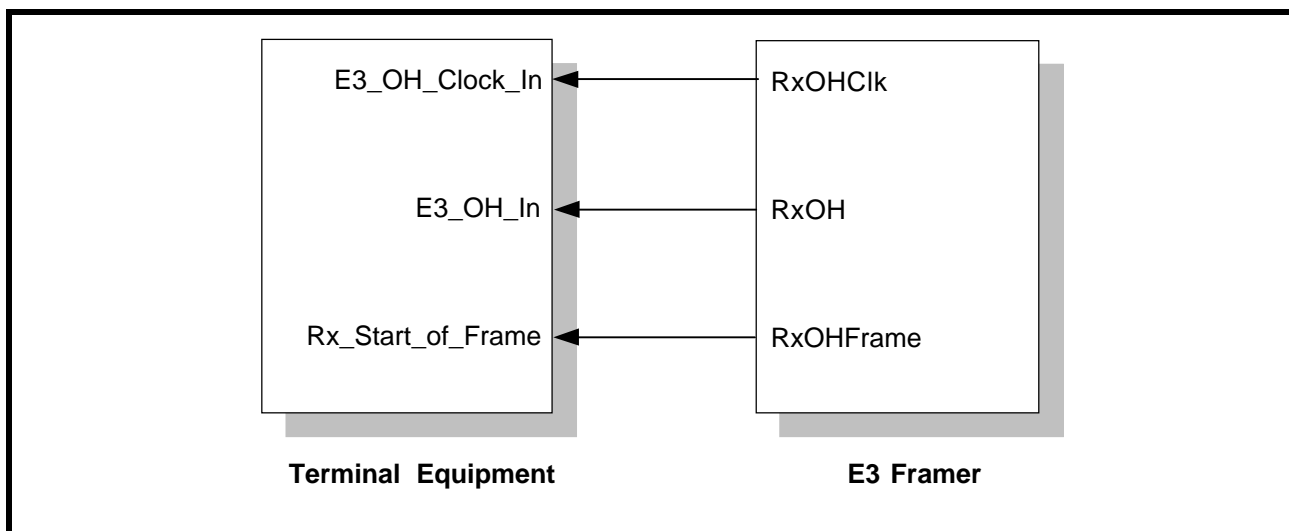 E3_OH_Clock_In
RxOHClk
E3_OH_In
RxOH
Rx_Start_of_Frame
RxOHFrame
Terminal Equipment
E3 Framer